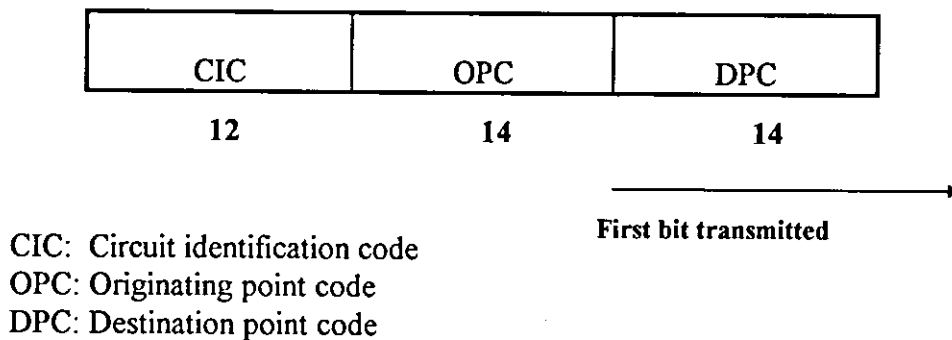 CIC OPC DPC
12 14 14
First bit transmitted
CIC: Circuit identification code
OPC: Originating point code
DPC: Destination point code